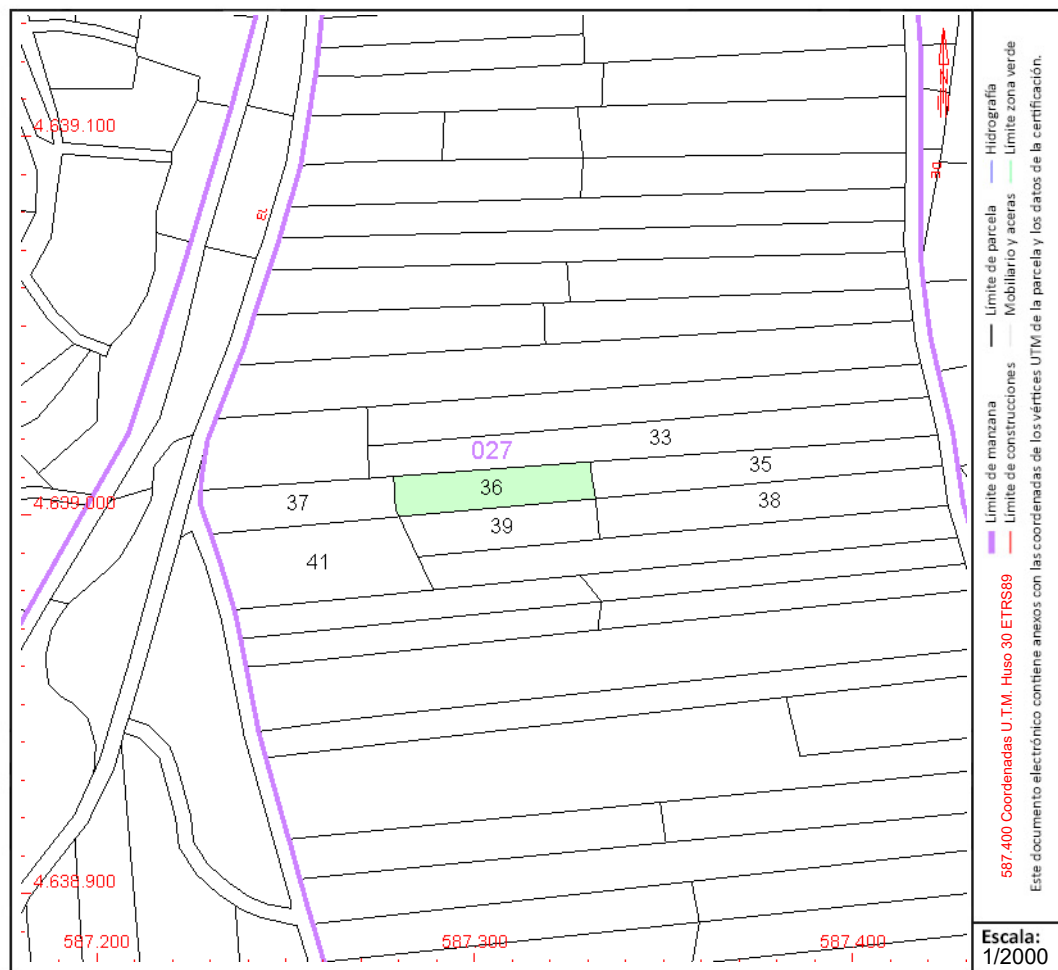 4.639.100
EL
DE
33
027
35
36
37
38
4.639.000
39
41
4.638.900
587.200
587.300
587.400
Límite de manzana
Límite de parcela
Hidrografía
Límite de construcciones
Mobiliario y aceras
Límite zona verde
587.400 Coordenadas U.T.M. Huso 30 ETRS89
Este documento electrónico contiene anexos con las coordenadas de los vértices UTM de la parcela y los datos de la certificación.
Escala:
1/2000